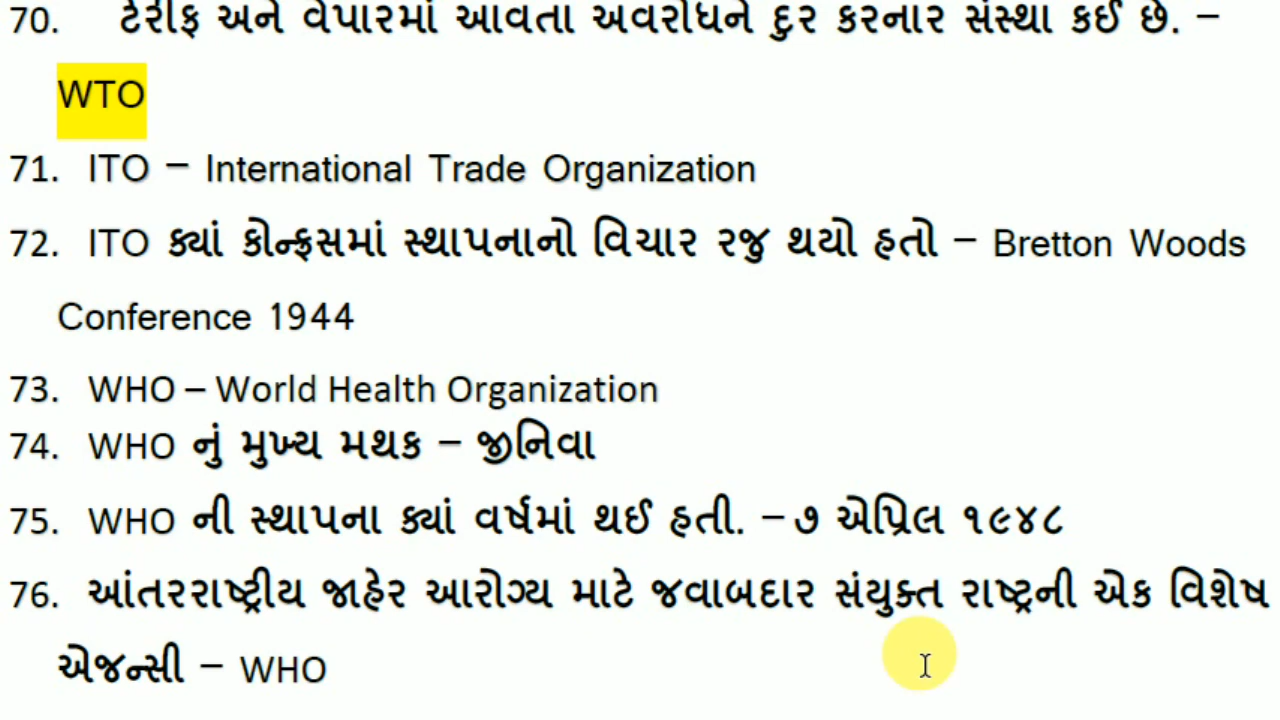 70. ટેરીફ અને વેપારમાં આવતા અવરોધને દુર કરનાર સંસ્થા કઈ છે. –
WTO
71. ITO – International Trade Organization
72. ITO ક્યાં કોન્ફ્રસમાં સ્થાપનાનો વિચાર રજુ થયો હતો – Bretton Woods
Conference 1944
73. WHO – World Health Organization
74. WHO નું મુખ્ય મથક – જીનિવા
75. WHO ની સ્થાપના ક્યાં વર્ષમાં થઈ હતી. – ૭ એપ્રિલ ૧૯૪૮
76. આંતરરાષ્ટ્રીય જાહેર આરોગ્ય માટે જવાબદાર સંયુક્ત રાષ્ટ્રની એક વિશેષ
એજન્સી – WHO